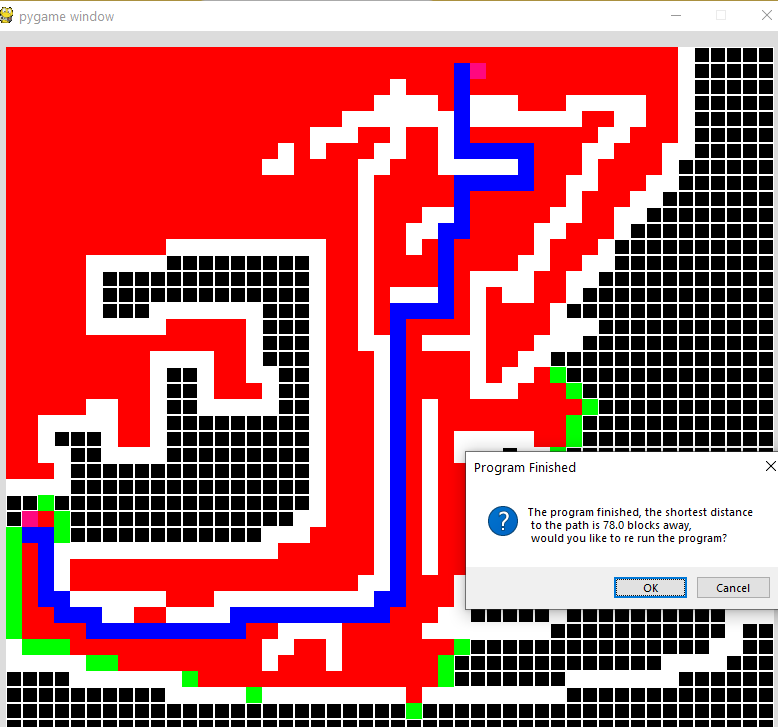 pygame window
Program Finished
The program finished, the shortest distance
to the path is 78.0 blocks away,
would you like to re run the program?
OK
Cancel